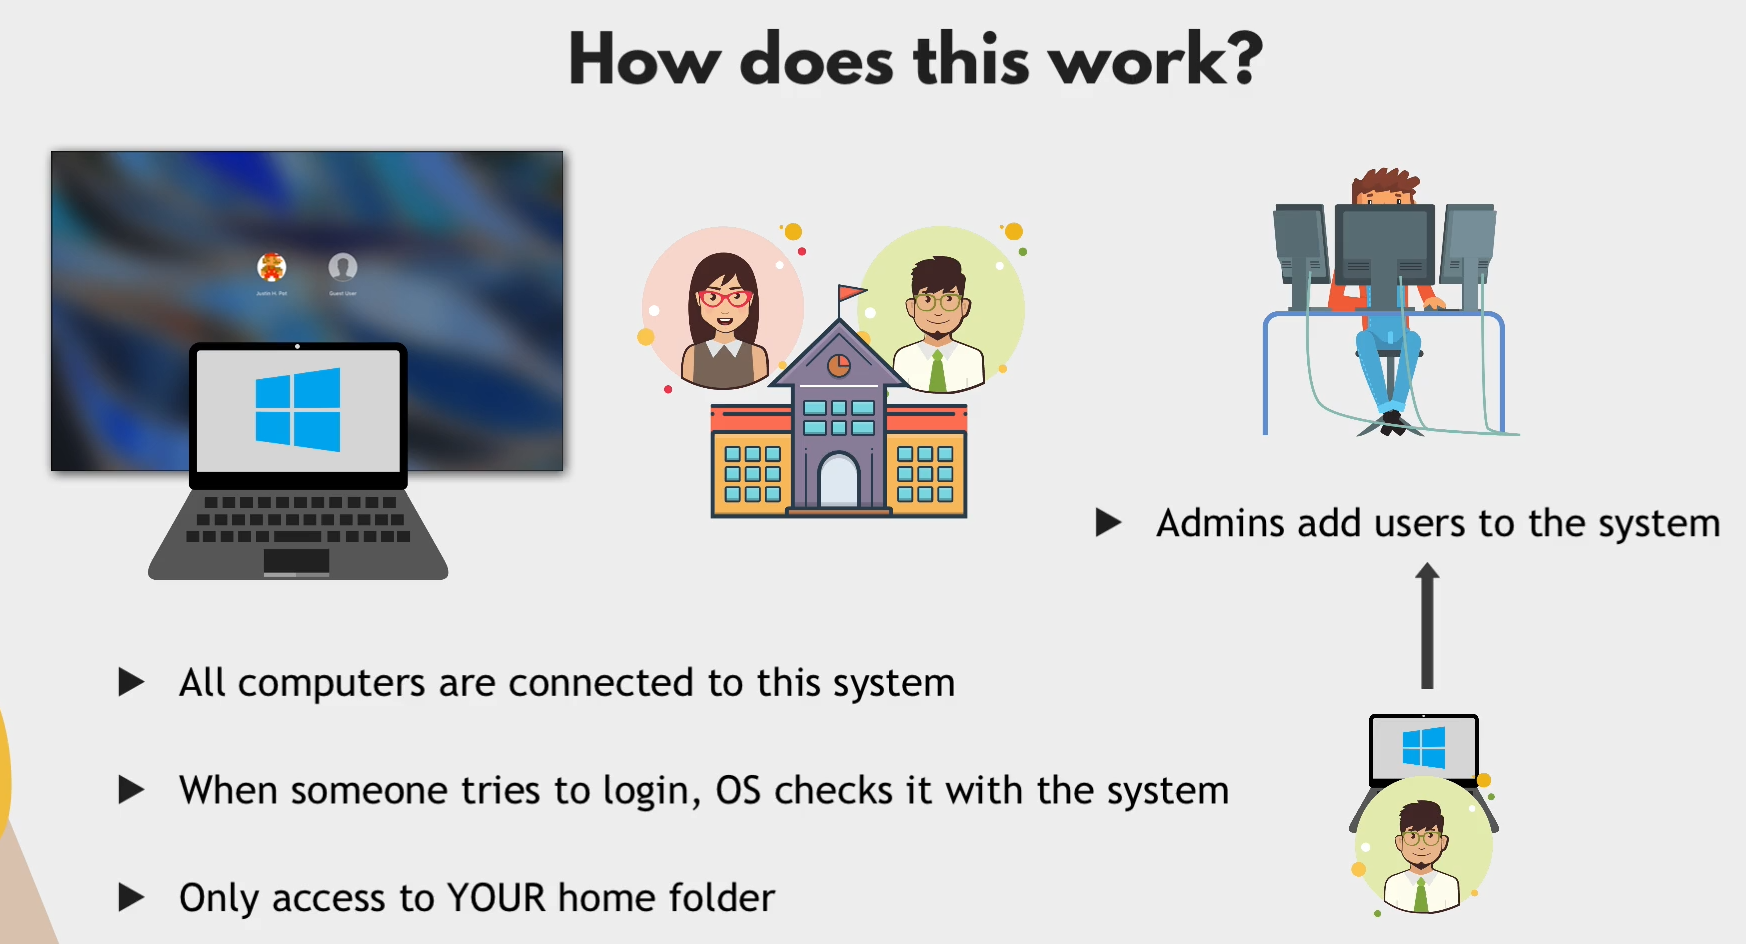 How does this work?
Justin H. Pot
Guest User
Admins add users to the system
All computers are connected to this system
When someone tries to login, OS checks it with the system
Only access to YOUR home folder